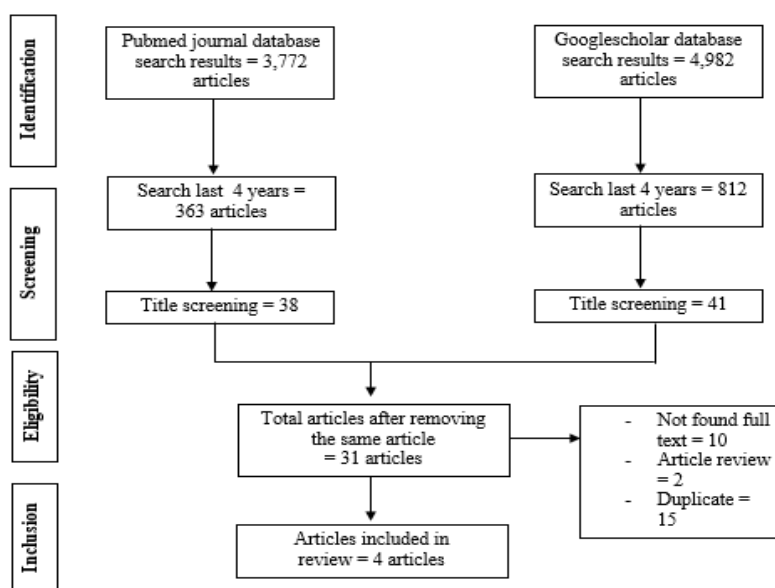 Identification
Pubmed journal database
search results = 3,772
articles
Googlescholar database
search results = 4,982
articles
Screening
Search last  4 years =
363 articles
Search last 4 years = 812
articles
Title screening = 38
Title screening = 41
Eligibility
Total articles after removing
the same article
= 31 articles
- Not found full
text = 10
- Article review
= 2
- Duplicate =
15
Inclusion
Articles included in
review = 4 articles